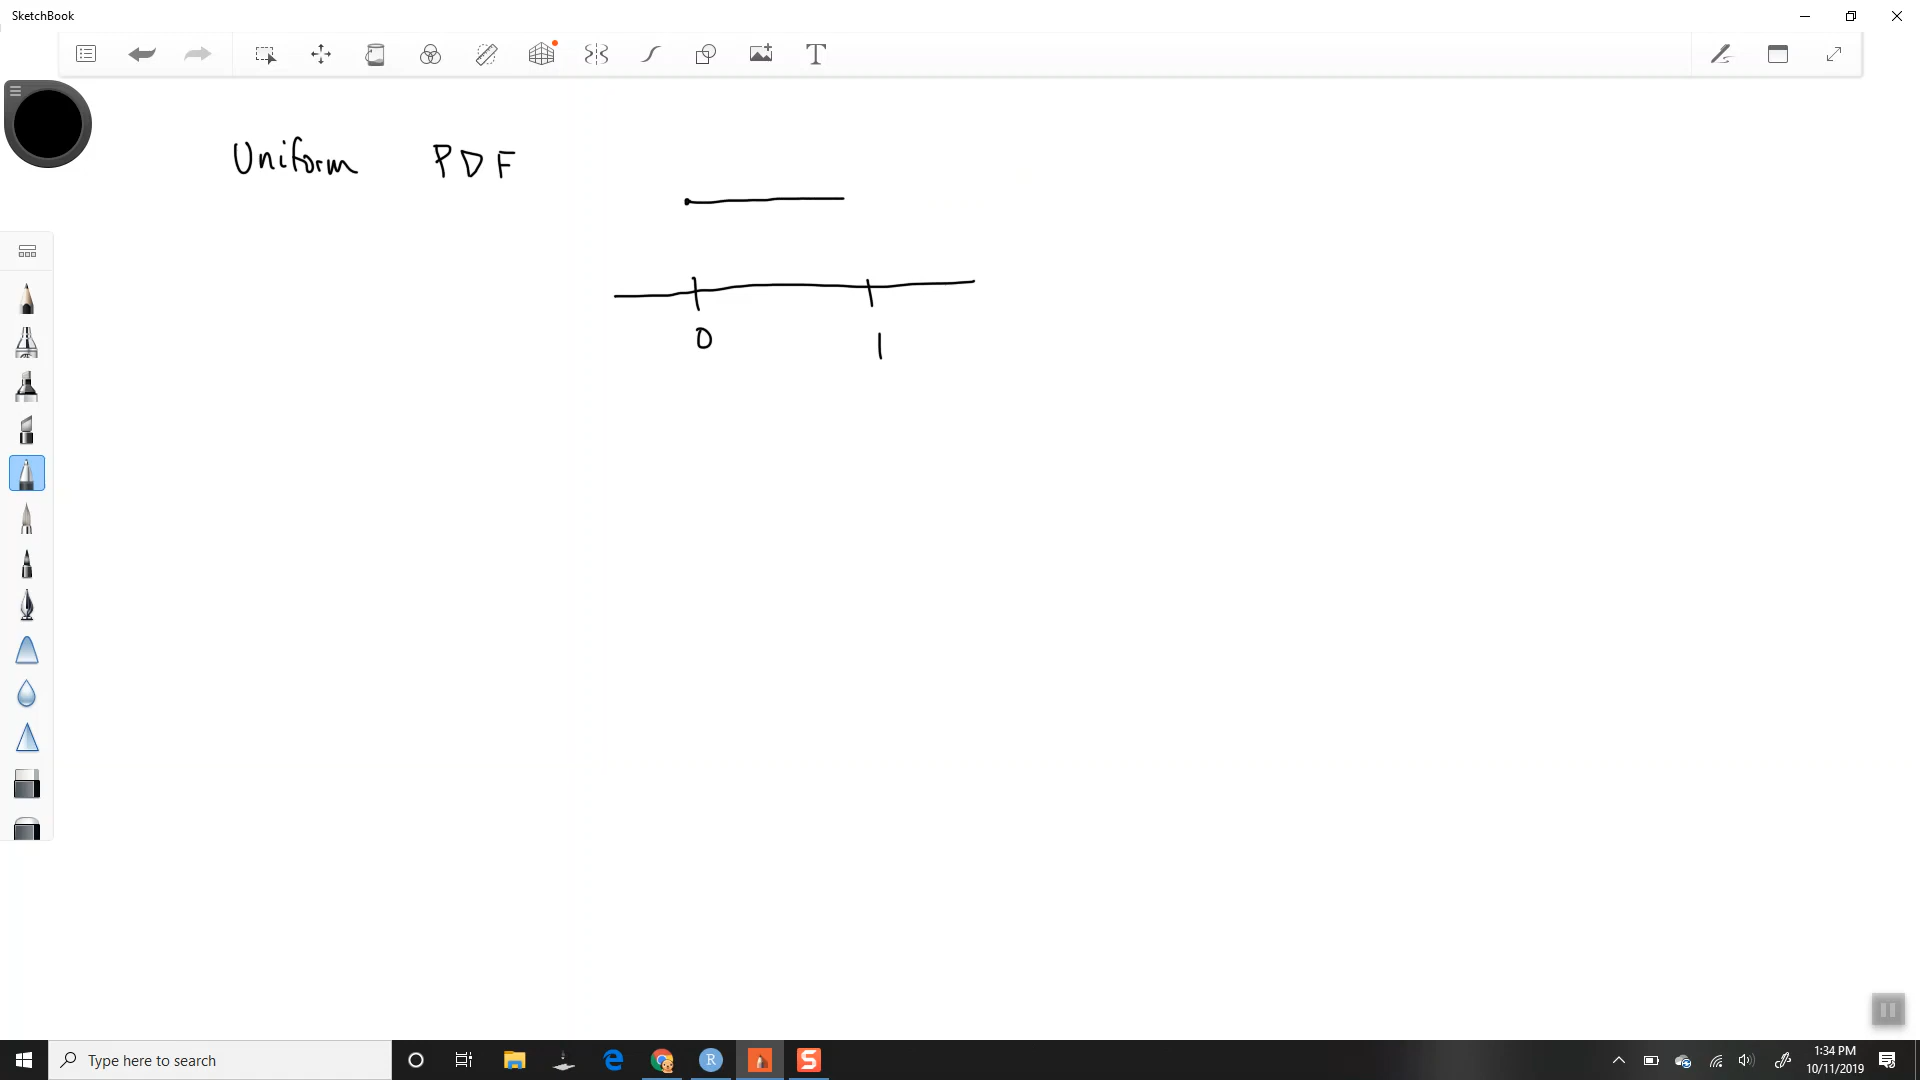 SketchBook
T
Uniform PDF
0 1
Type here to search
R
S
1:34 PM
10/11/2019